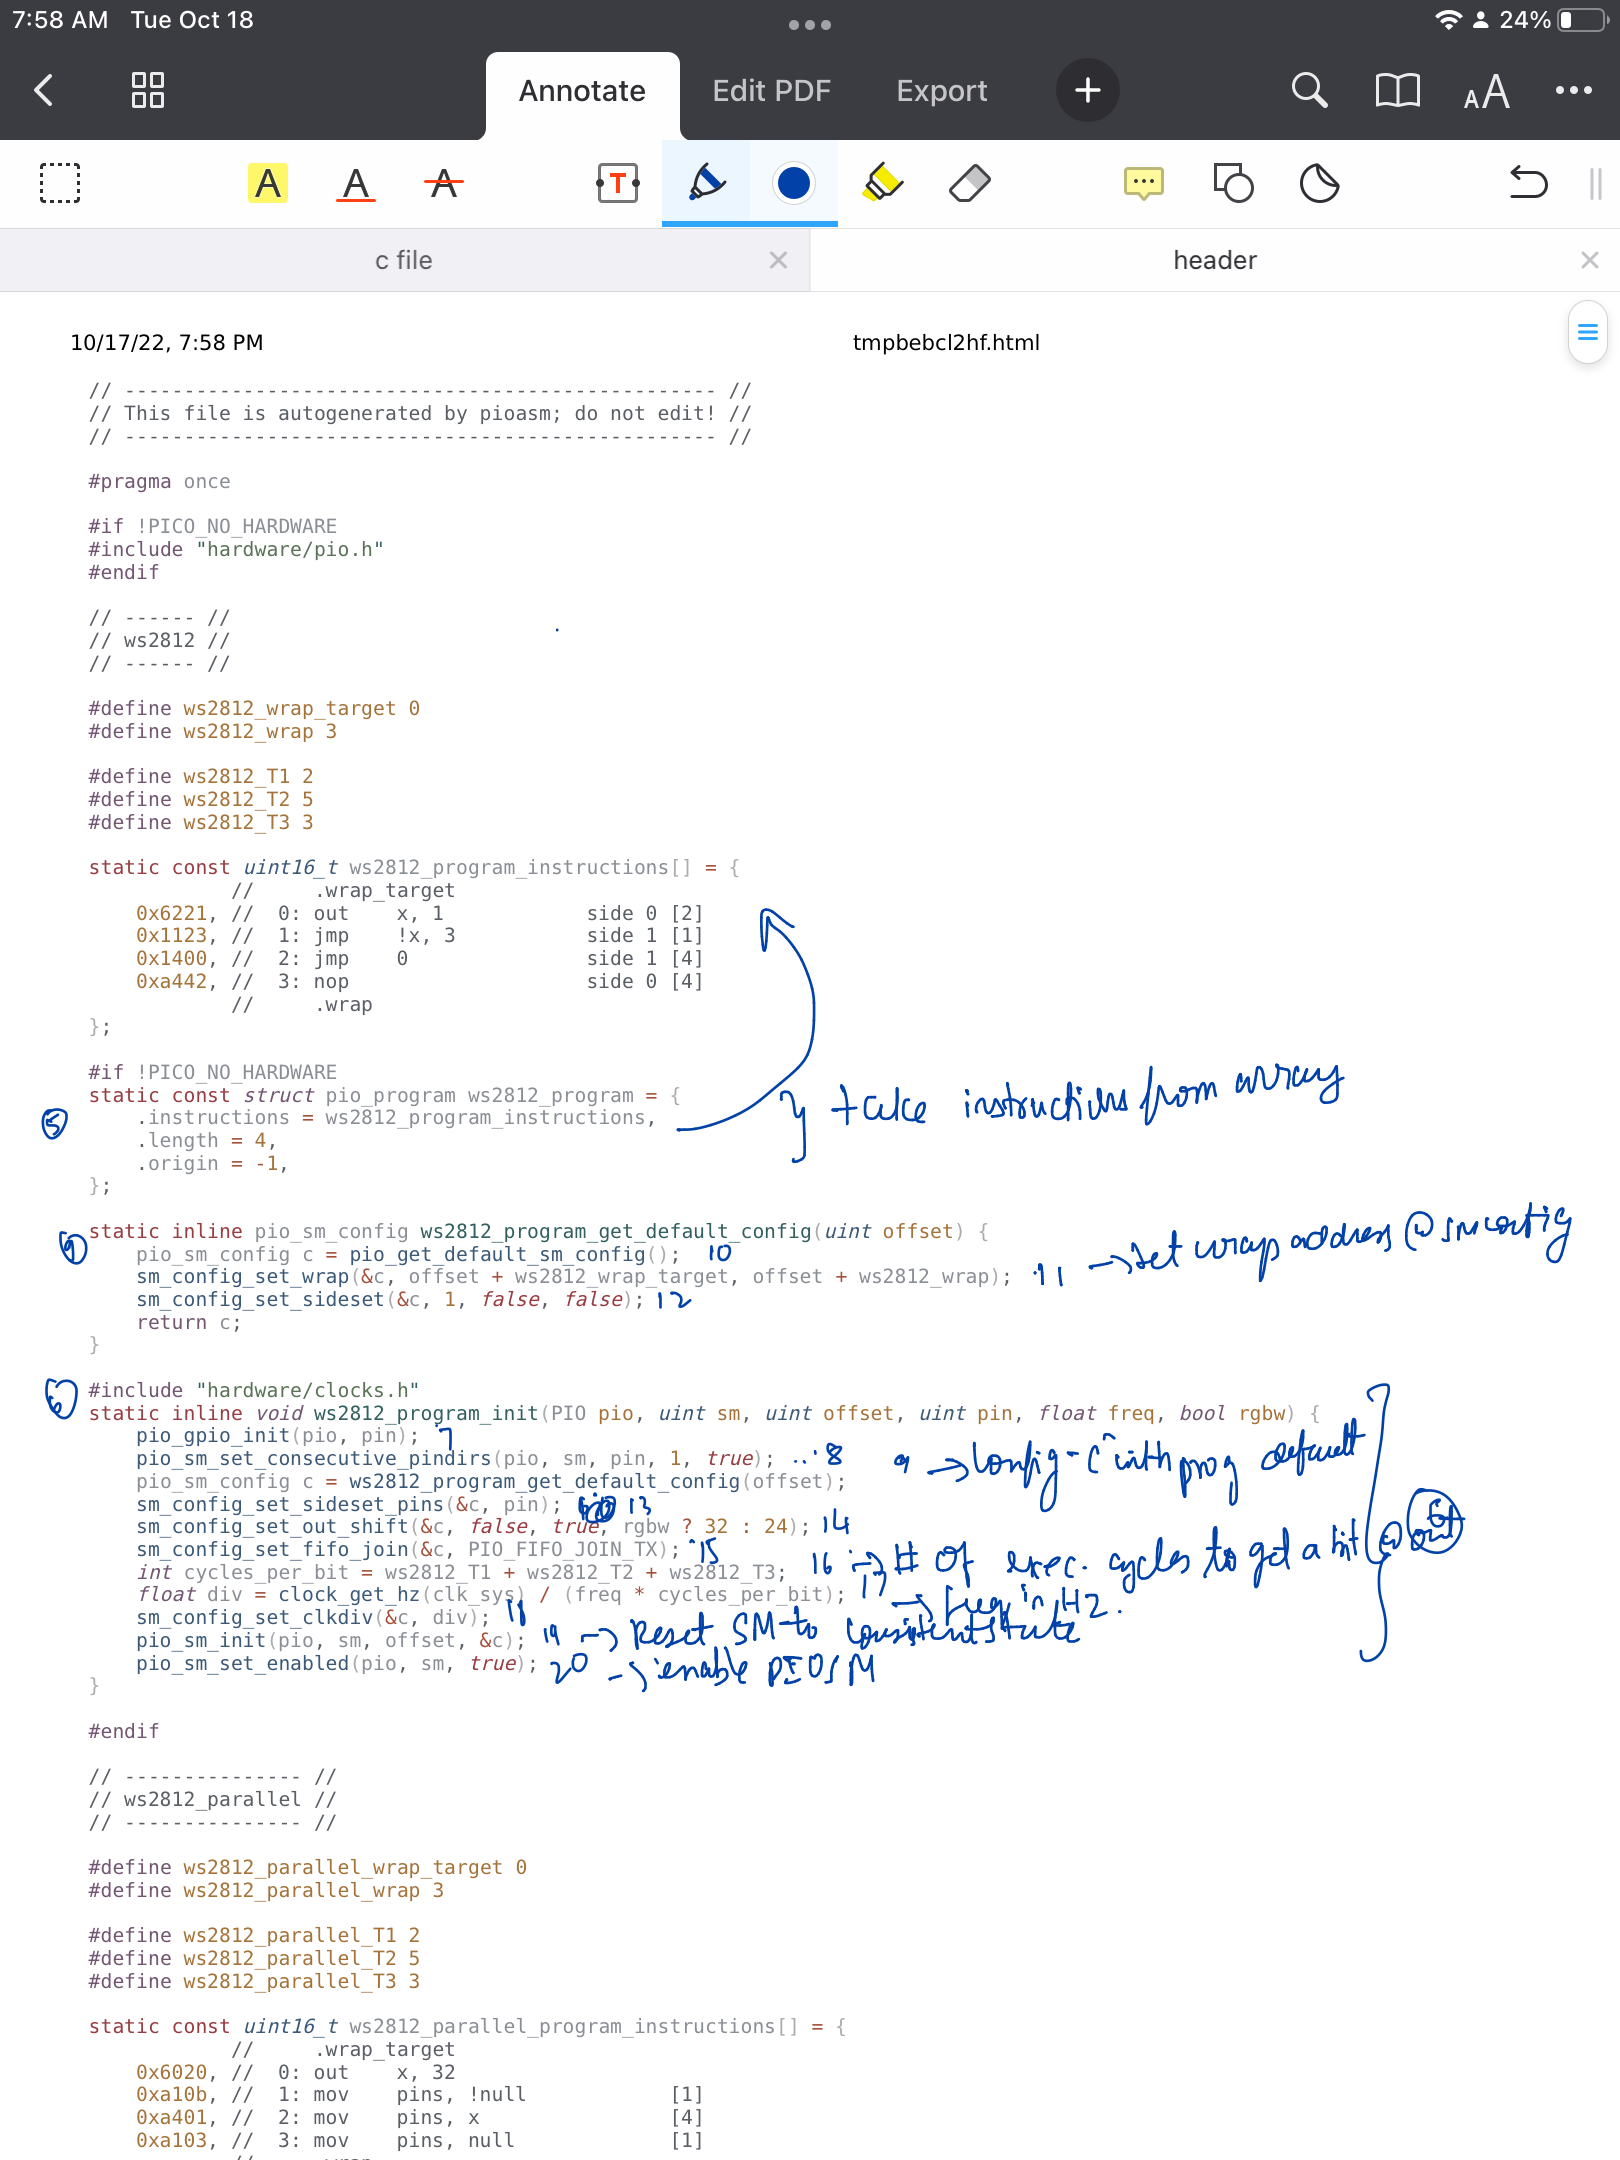 7:58 AM Tue Oct 18
24%
Annotate Edit PDF Export
c file
header
10/17/22, 7:58 PM tmpbebcl2hf.html
// -------------------------------------------------- //
// This file is autogenerated by pioasm; do not edit! //
// -------------------------------------------------- //
#pragma once
#if !PICO_NO_HARDWARE
#include "hardware/pio.h"
#endif
// ------ //
// ws2812 //
// ------ //
#define ws2812_wrap_target 0
#define ws2812_wrap 3
#define ws2812_T1 2
#define ws2812_T2 5
#define ws2812_T3 3
static const uint16_t ws2812_program_instructions[] = {
// .wrap_target
0x6221, // 0: out x, 1 side 0 [2]
0x1123, // 1: jmp !x, 3 side 1 [1]
0x1400, // 2: jmp 0 side 1 [4]
0xa442, // 3: nop side 0 [4]
// .wrap
};
#if !PICO_NO_HARDWARE
static const struct pio_program ws2812_program = {
5 .instructions = ws2812_program_instructions, take instructions from array
.length = 4,
.origin = -1,
};
static inline pio_sm_config ws2812_program_get_default_config(uint offset) {
9 pio_sm_config c = pio_get_default_sm_config(); 10
sm_config_set_wrap(&c, offset + ws2812_wrap_target, offset + ws2812_wrap); 11 → set wrap address @ smconfig
sm_config_set_sideset(&c, 1, false, false); 12
return c;
}
6 #include "hardware/clocks.h"
static inline void ws2812_program_init(PIO pio, uint sm, uint offset, uint pin, float freq, bool rgbw) {
pio_gpio_init(pio, pin); 7
pio_sm_set_consecutive_pindirs(pio, sm, pin, 1, true); 8
pio_sm_config c = ws2812_program_get_default_config(offset); 9 → config-c with prog default
sm_config_set_sideset_pins(&c, pin); 13
sm_config_set_out_shift(&c, false, true, rgbw ? 32 : 24); 14
sm_config_set_fifo_join(&c, PIO_FIFO_JOIN_TX); 15
int cycles_per_bit = ws2812_T1 + ws2812_T2 + ws2812_T3; 16 → # of exec. cycles to get a bit @ out
float div = clock_get_hz(clk_sys) / (freq * cycles_per_bit); 17 → freq in HZ.
sm_config_set_clkdiv(&c, div); 18
pio_sm_init(pio, sm, offset, &c); 19 → Reset SM to consistent state
pio_sm_set_enabled(pio, sm, true); 20 → enable PIO SM
}
6
#endif
// --------------- //
// ws2812_parallel //
// --------------- //
#define ws2812_parallel_wrap_target 0
#define ws2812_parallel_wrap 3
#define ws2812_parallel_T1 2
#define ws2812_parallel_T2 5
#define ws2812_parallel_T3 3
static const uint16_t ws2812_parallel_program_instructions[] = {
// .wrap_target
0x6020, // 0: out x, 32
0xa10b, // 1: mov pins, !null [1]
0xa401, // 2: mov pins, x [4]
0xa103, // 3: mov pins, null [1]